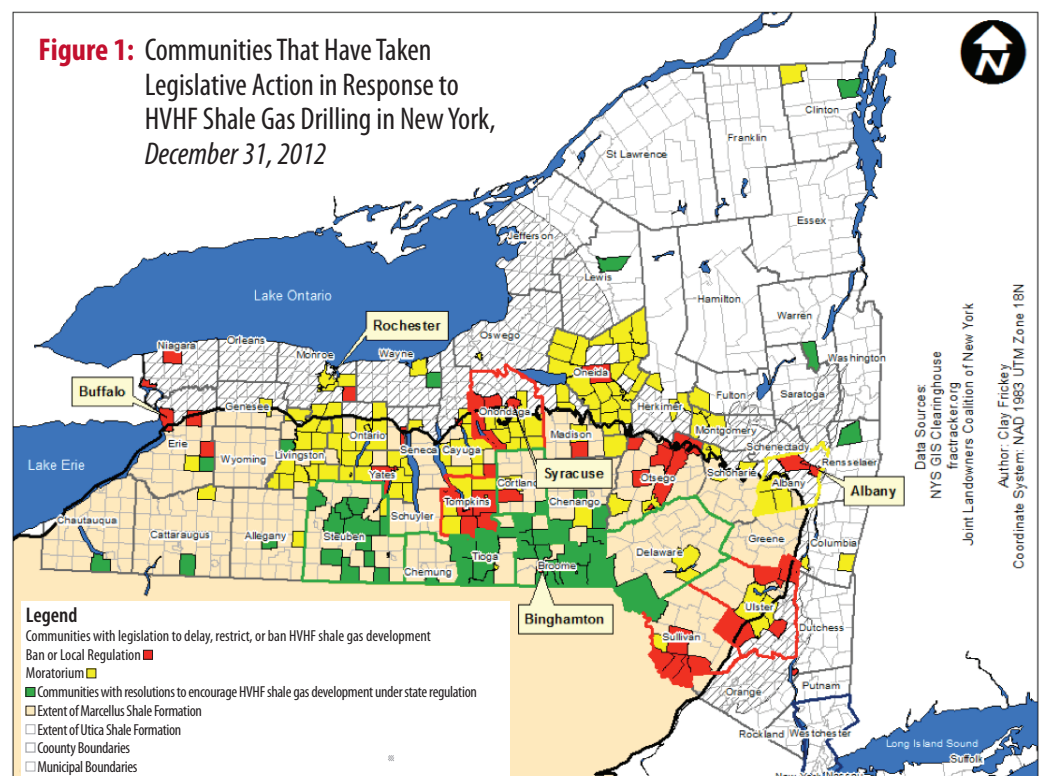 Figure 1: Communities That Have Taken
Legislative Action in Response to
HVHF Shale Gas Drilling in New York,
December 31, 2012
N
Clinton
Franklin
St Lawrence
Essex
Jefferson
Lewis
Hamilton
Warren
Washington
Lake Ontario
Rochester
Oswego
Niagara
Orleans
Monroe
Wayne
Oneida
Herkimer
Fulton
Saratoga
Buffalo
Genesee
Onondaga
Madison
Montgomery
Schenectady
Rensselaer
Erie
Wyoming
Livingston
Ontario
Seneca
Cayuga
Syracuse
Otsego
Schoharie
Albany
Albany
Lake Erie
Yates
Cortland
Chenango
Tompkins
Schuyler
Chautauqua
Cattaraugus
Allegany
Steuben
Chemung
Tioga
Broome
Delaware
Greene
Columbia
Binghamton
Ulster
Dutchess
Sullivan
Orange
Putnam
Rockland
Westchester
Long Island Sound
Suffolk
Data Sources:
NYS GIS Clearinghouse
fractracker.org
Joint Landowners Coalition of New York
Author: Clay Frickey
Coordinate System: NAD 1983 UTM Zone 18N
Legend
Communities with legislation to delay, restrict, or ban HVHF shale gas development
Ban or Local Regulation
Moratorium
Communities with resolutions to encourage HVHF shale gas development under state regulation
Extent of Marcellus Shale Formation
Extent of Utica Shale Formation
Coounty Boundaries
Municipal Boundaries